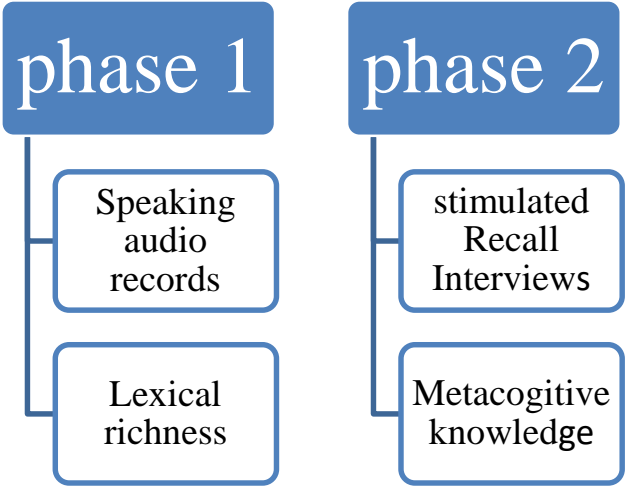 phase 1
Speaking
audio
records
Lexical
richness
phase 2
stimulated
Recall
Interviews
Metacogitive
knowledge